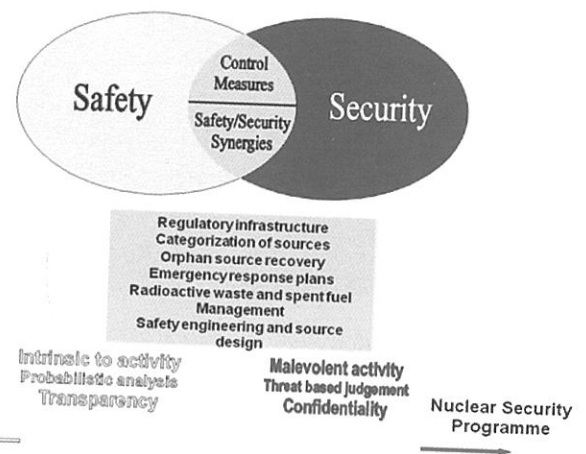 Safety
Control
Measures
Safety/Security
Synergies
Security
Regulatory infrastructure
Categorization of sources
Orphan source recovery
Emergency response plans
Radioactive waste and spent fuel
Management
Safety engineering and source
design
Intrinsic to activity
Probabilistic analysis
Transparency
Malevolent activity
Threat based judgement
Confidentiality
Nuclear Security
Programme